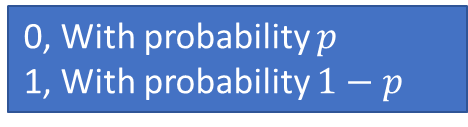 0, With probability p
1, With probability 1 − p